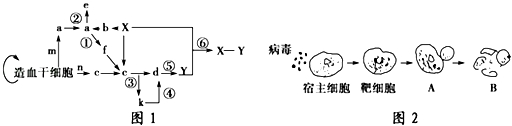 e
② ⑥
a → a ← b ← X → X—Y
m ① f
造血干细胞 n c → c → d ⑤ Y
③ ④
k
图 1
病毒
宿主细胞 靶细胞 A B
图 2